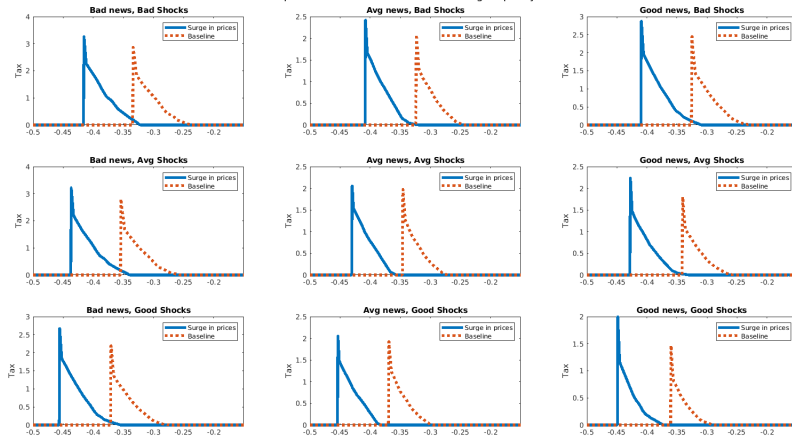 Bad news, Bad Shocks
Avg news, Bad Shocks
Good news, Bad Shocks
4
3
2
1
0
Tax
Surge in prices
Baseline
-0.5 -0.45 -0.4 -0.35 -0.3 -0.25 -0.2
2.5
2
1.5
1
0.5
0
Tax
Surge in prices
Baseline
-0.5 -0.45 -0.4 -0.35 -0.3 -0.25 -0.2
3
2.5
2
1.5
1
0.5
0
Tax
Surge in prices
Baseline
-0.5 -0.45 -0.4 -0.35 -0.3 -0.25 -0.2
Bad news, Avg Shocks
Avg news, Avg Shocks
Good news, Avg Shocks
4
3
2
1
0
Tax
Surge in prices
Baseline
-0.5 -0.45 -0.4 -0.35 -0.3 -0.25 -0.2
2.5
2
1.5
1
0.5
0
Tax
Surge in prices
Baseline
-0.5 -0.45 -0.4 -0.35 -0.3 -0.25 -0.2
2.5
2
1.5
1
0.5
0
Tax
Surge in prices
Baseline
-0.5 -0.45 -0.4 -0.35 -0.3 -0.25 -0.2
Bad news, Good Shocks
Avg news, Good Shocks
Good news, Good Shocks
3
2.5
2
1.5
1
0.5
0
Tax
Surge in prices
Baseline
-0.5 -0.45 -0.4 -0.35 -0.3 -0.25 -0.2
2.5
2
1.5
1
0.5
0
Tax
Surge in prices
Baseline
-0.5 -0.45 -0.4 -0.35 -0.3 -0.25 -0.2
2
1.5
1
0.5
0
Tax
Surge in prices
Baseline
-0.5 -0.45 -0.4 -0.35 -0.3 -0.25 -0.2